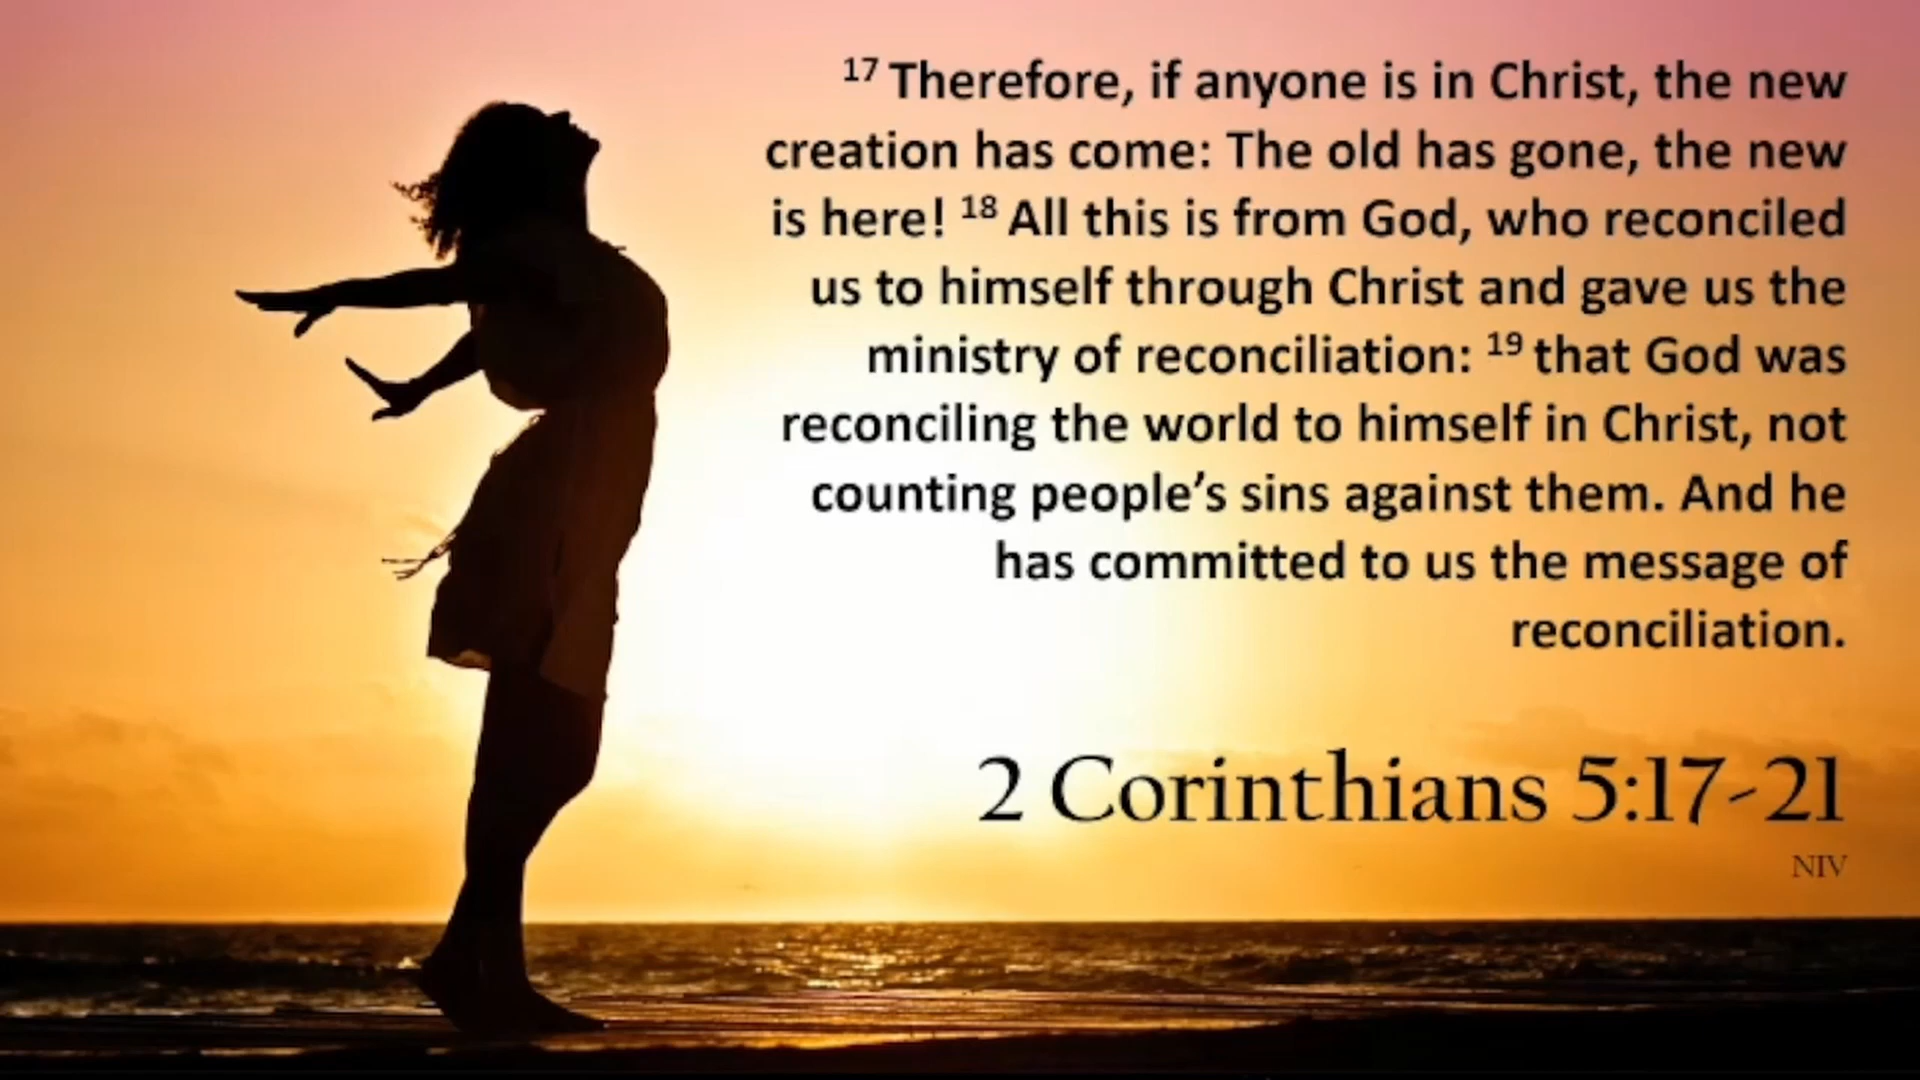 17 Therefore, if anyone is in Christ, the new
creation has come: The old has gone, the new
is here! 18 All this is from God, who reconciled
us to himself through Christ and gave us the
ministry of reconciliation: 19 that God was
reconciling the world to himself in Christ, not
counting people’s sins against them. And he
has committed to us the message of
reconciliation.
2 Corinthians 5:17-21
NIV